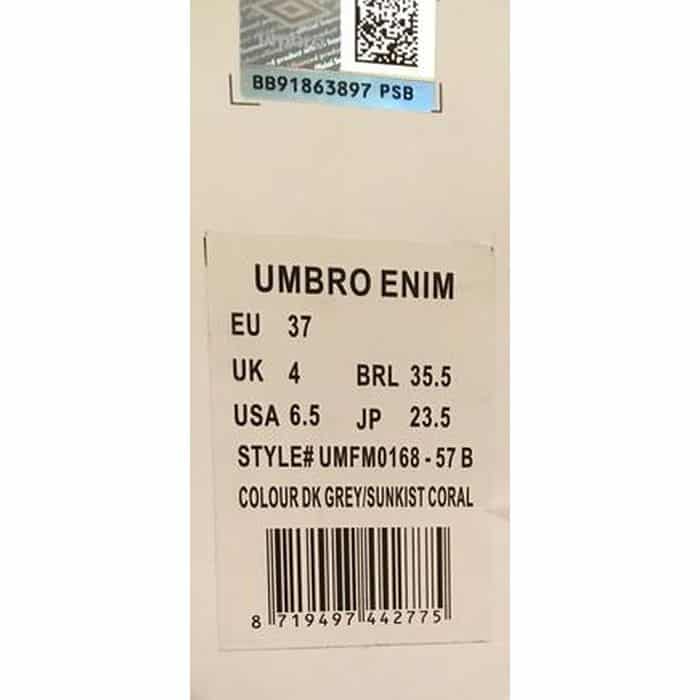 Umbro
BB91863897 PSB
UMBRO ENIM
EU 37
UK 4 BRL 35.5
USA 6.5 JP 23.5
STYLE# UMFM0168 - 57 B
COLOUR DK GREY/SUNKIST CORAL
8 719497 442775